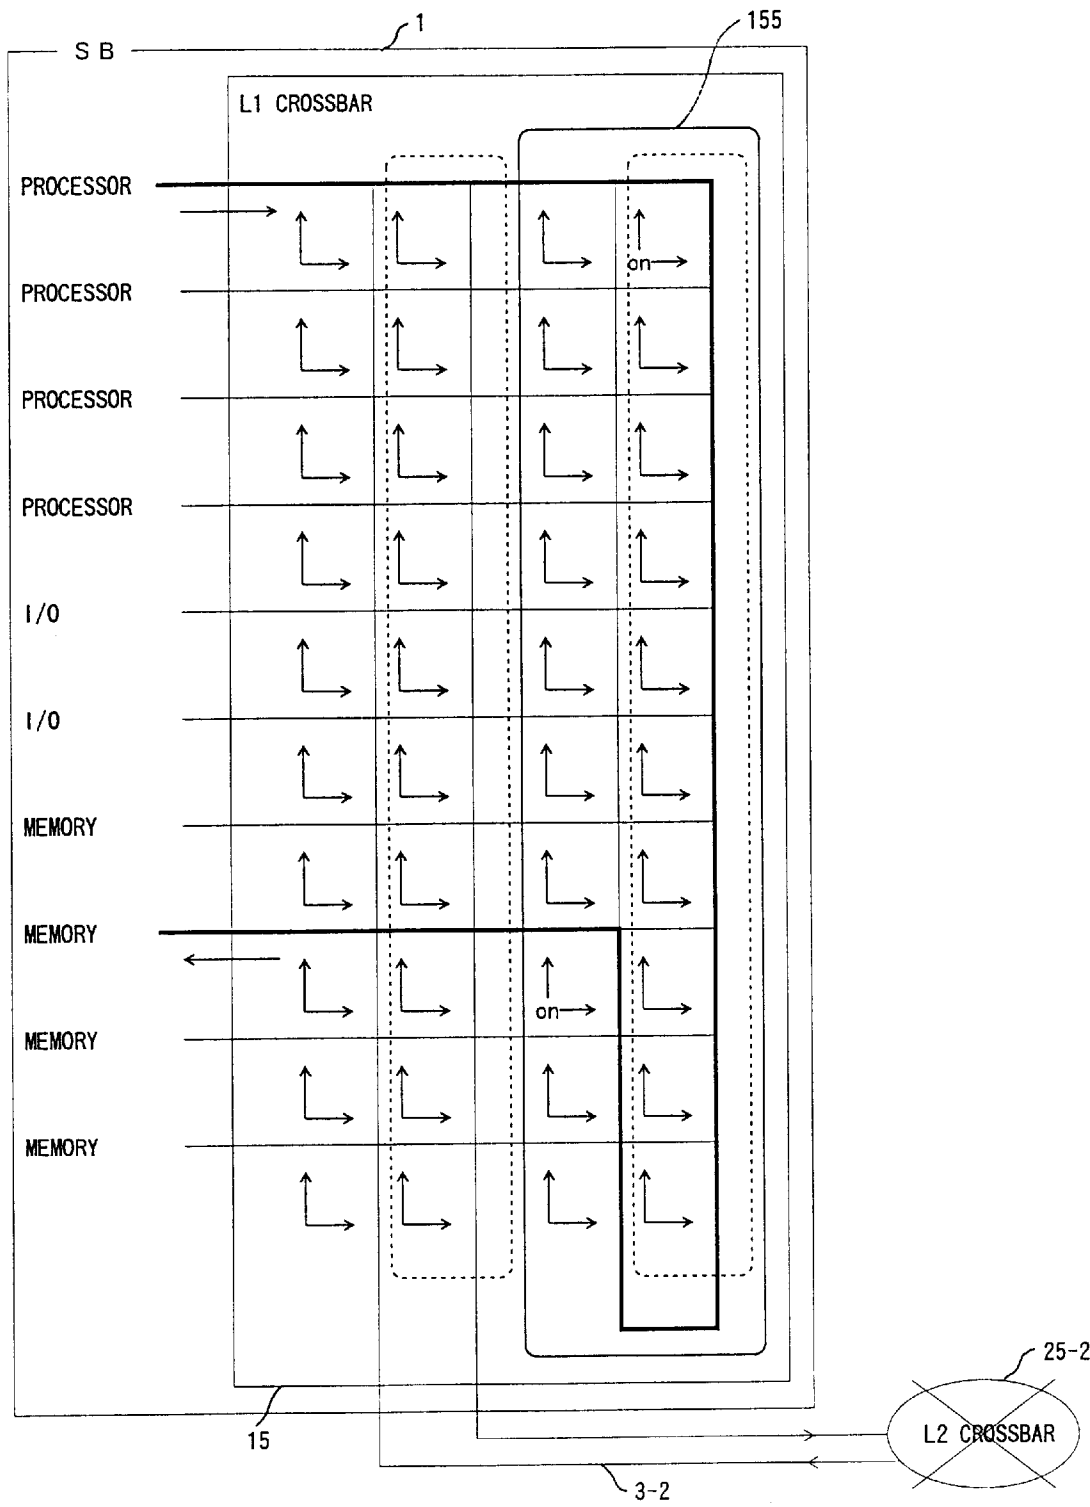 1
155
S B
L1 CROSSBAR
PROCESSOR
on
PROCESSOR
PROCESSOR
PROCESSOR
I/O
I/O
MEMORY
MEMORY
on
MEMORY
MEMORY
25-2
15
L2 CROSSBAR
3-2